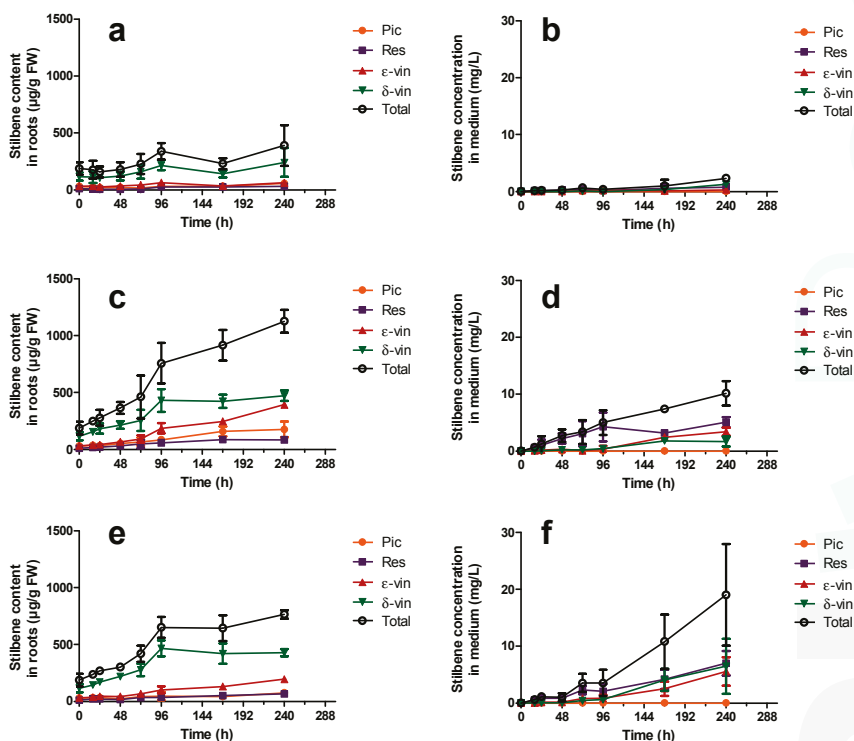 a
Stilbene content
in roots (µg/g FW)
1500
1000
500
0
0 48 96 144 192 240 288
Time (h)
Pic
Res
ε-vin
δ-vin
Total
b
Stilbene concentration
in medium (mg/L)
30
20
10
0
0 48 96 144 192 240 288
Time (h)
Pic
Res
ε-vin
δ-vin
Total
c
Stilbene content
in roots (µg/g FW)
1500
1000
500
0
0 48 96 144 192 240 288
Time (h)
Pic
Res
ε-vin
δ-vin
Total
d
Stilbene concentration
in medium (mg/L)
30
20
10
0
0 48 96 144 192 240 288
Time (h)
Pic
Res
ε-vin
δ-vin
Total
e
Stilbene content
in roots (µg/g FW)
1500
1000
500
0
0 48 96 144 192 240 288
Time (h)
Pic
Res
ε-vin
δ-vin
Total
f
Stilbene concentration
in medium (mg/L)
30
20
10
0
0 48 96 144 192 240 288
Time (h)
Pic
Res
ε-vin
δ-vin
Total